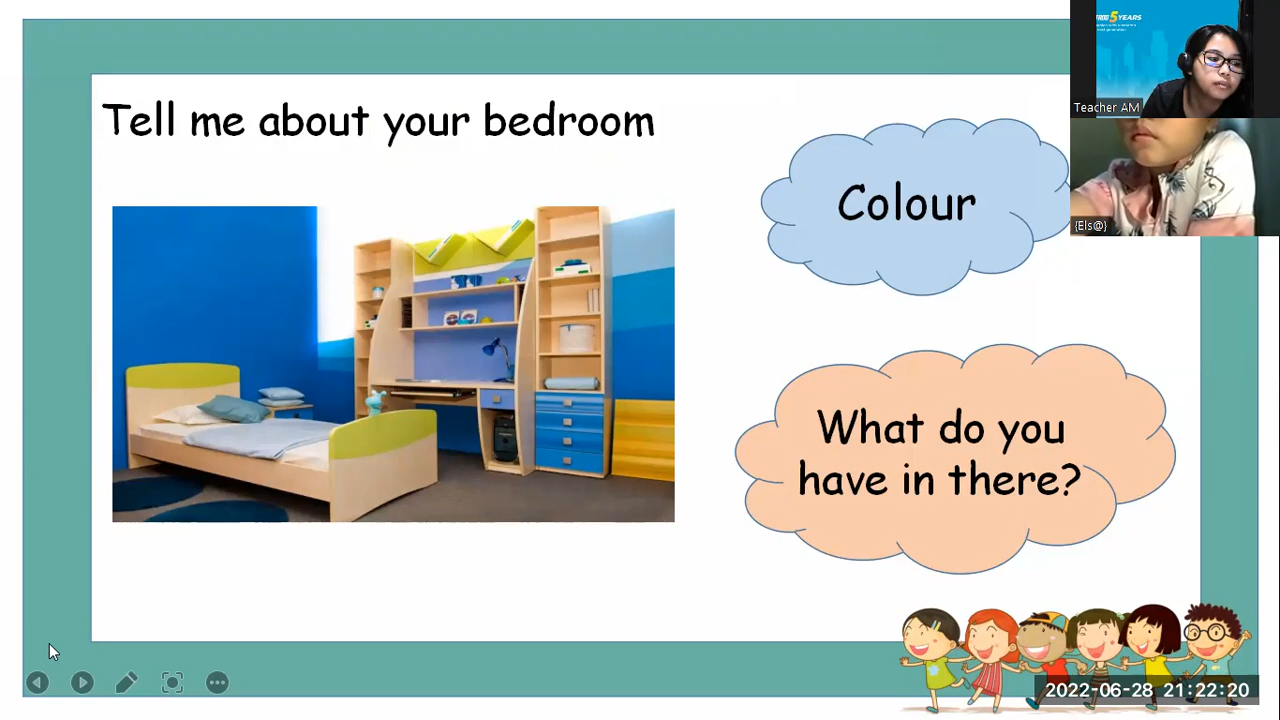 Tell me about your bedroom
Colour
What do you
have in there?
5 YEARS
Teacher AM
{Els@}
2022-06-28 21:22:20